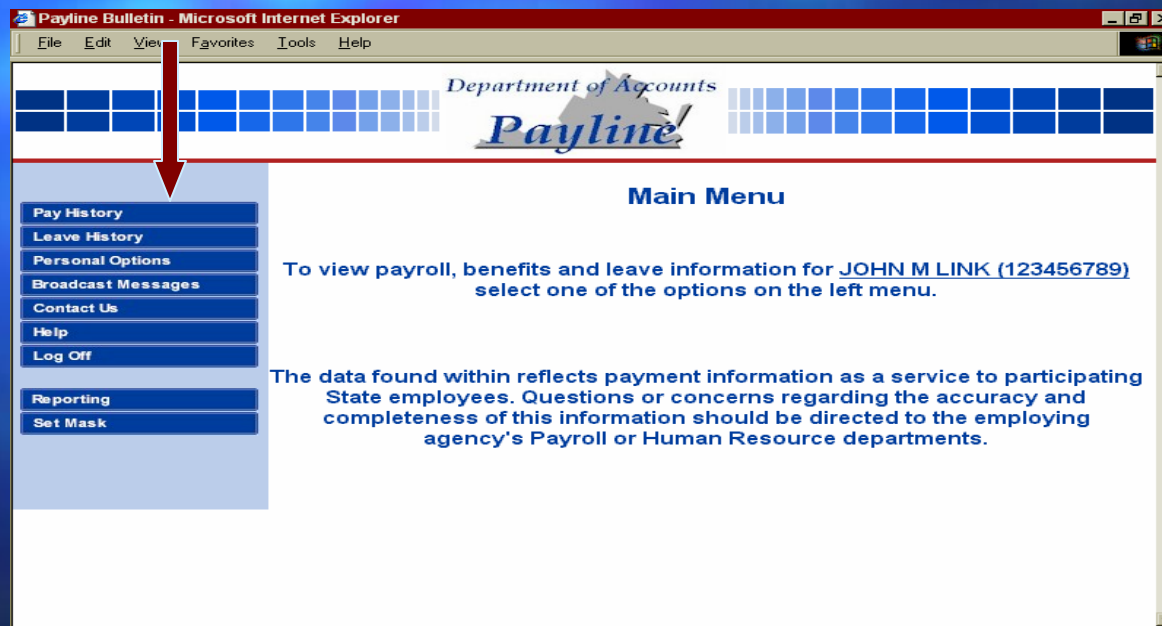 Payline Bulletin - Microsoft Internet Explorer
File Edit View Favorites Tools Help
Department of Accounts
Payline
Pay History
Leave History
Personal Options
Broadcast Messages
Contact Us
Help
Log Off
Reporting
Set Mask
Main Menu
To view payroll, benefits and leave information for JOHN M LINK (123456789)
select one of the options on the left menu.
The data found within reflects payment information as a service to participating
State employees. Questions or concerns regarding the accuracy and
completeness of this information should be directed to the employing
agency's Payroll or Human Resource departments.